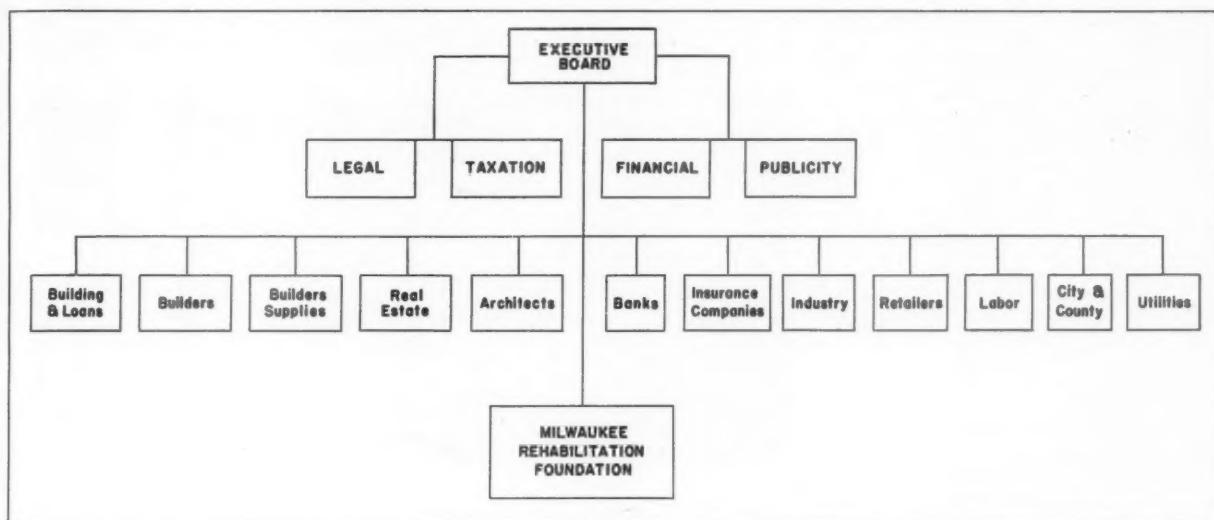 EXECUTIVE
BOARD
LEGAL
TAXATION
FINANCIAL
PUBLICITY
Building
& Loans
Builders
Builders
Supplies
Real
Estate
Architects
Banks
Insurance
Companies
Industry
Retailers
Labor
City &
County
Utilities
MILWAUKEE
REHABILITATION
FOUNDATION